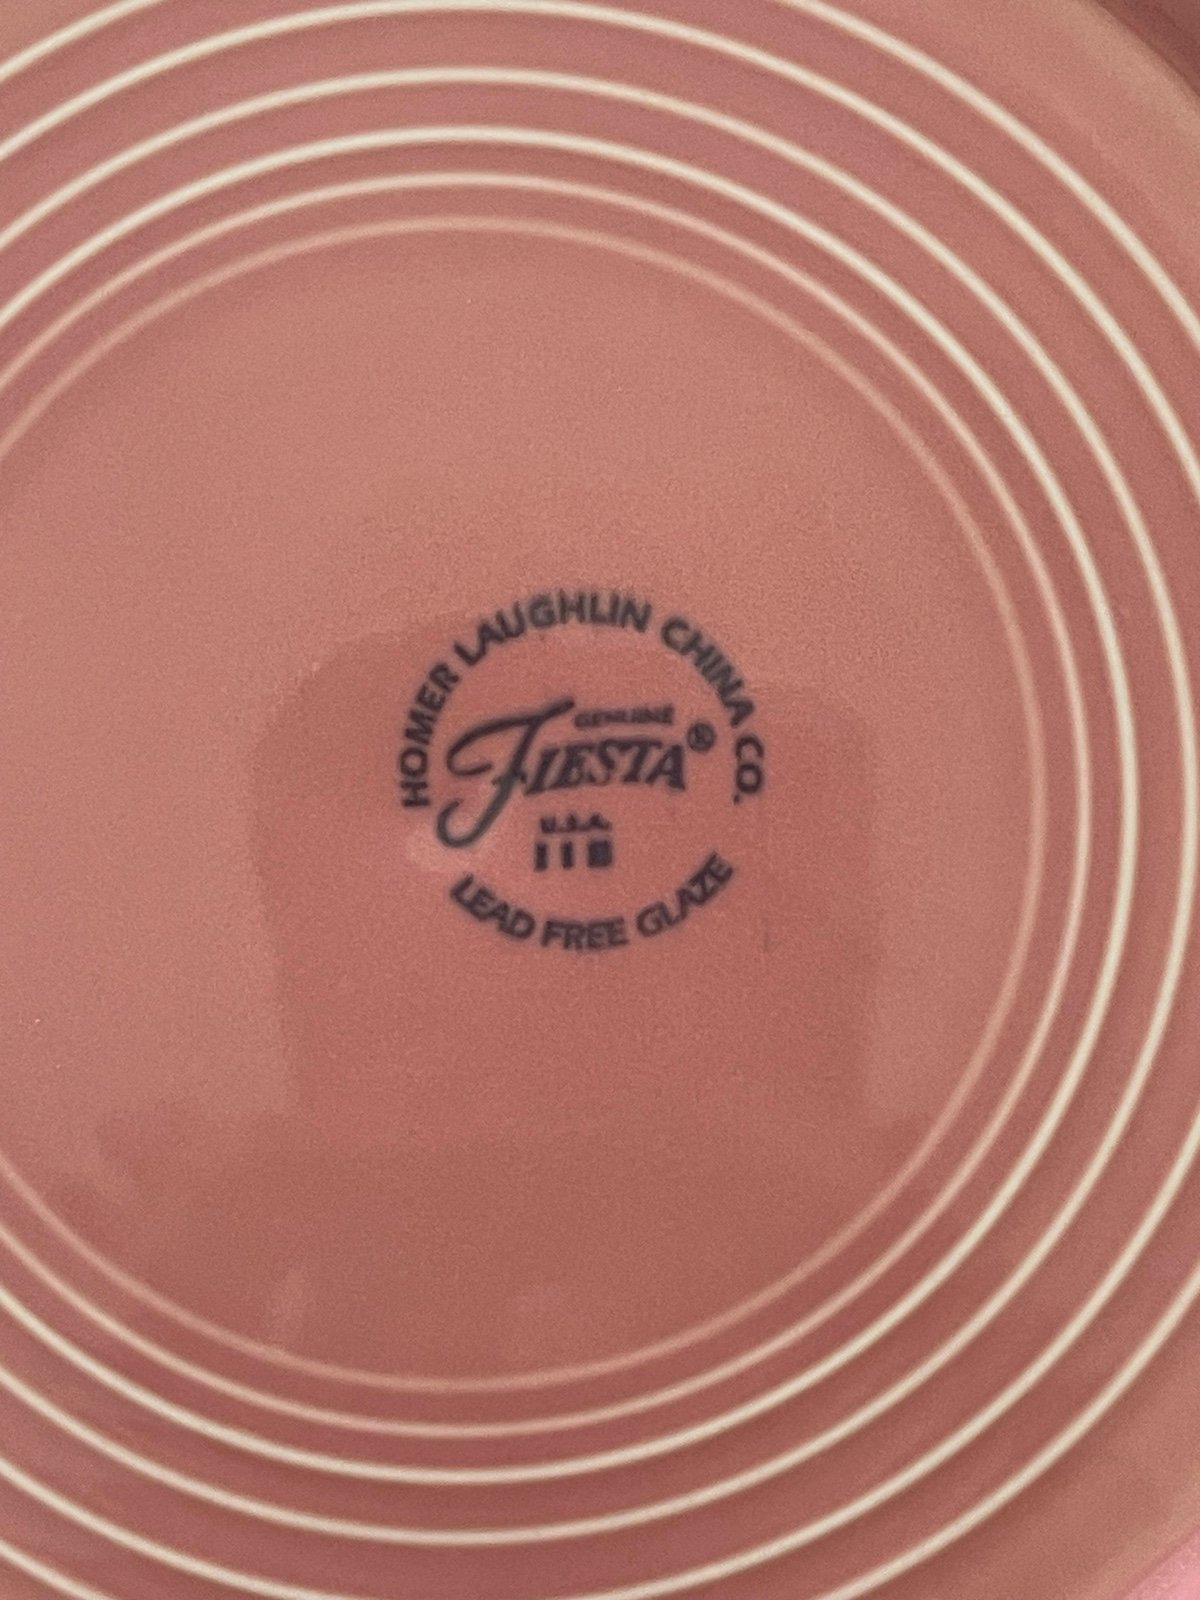 HOMER LAUGHLIN CHINA CO.
GENUINE
FIESTA®
U.S.A.
LEAD FREE GLAZE